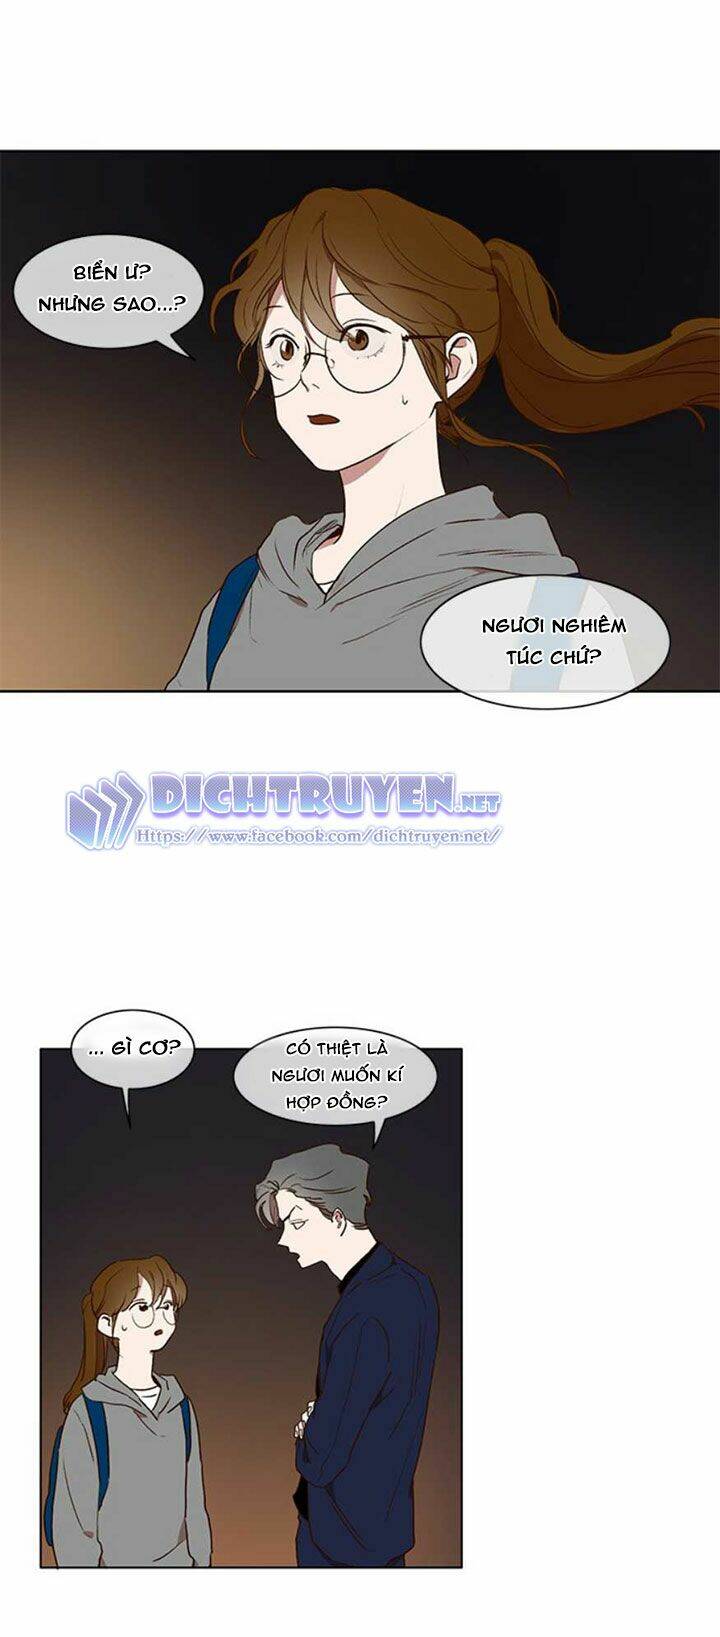 BIỂN Ư?
NHƯNG SAO...?
NGƯƠI NGHIÊM
TÚC CHỨ?
DICHTRUYEN.NET
Https://www.facebook.com/dichtruyen.net/
... GÌ CƠ?
CÓ THIỆT LÀ
NGƯƠI MUỐN KÍ
HỢP ĐỒNG?